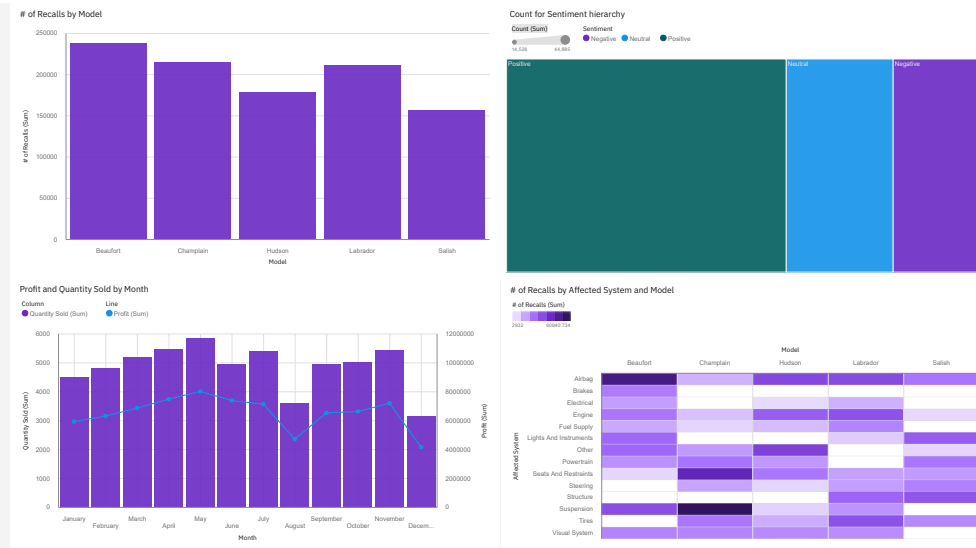 # of Recalls by Model
# of Recalls (Sum)
250000
200000
150000
100000
50000
0
Beaufort Champlain Hudson Labrador Salish
Model
Count for Sentiment hierarchy
Count (Sum)
Sentiment
Negative Neutral Positive
14,538 44,885
Positive Neutral Negative
Profit and Quantity Sold by Month
Column Line
Quantity Sold (Sum) Profit (Sum)
Quantity Sold (Sum)
6000
5000
4000
3000
2000
1000
0
12000000
10000000
8000000
6000000
4000000
2000000
0
Profit (Sum)
January February March April May June July August September October November Decem...
Month
# of Recalls by Affected System and Model
# of Recalls (Sum)
Model
Beaufort Champlain Hudson Labrador Salish
Affected System
Airbag
Brakes
Electrical
Engine
Fuel Supply
Lights And Instruments
Other
Powertrain
Seats And Restraints
Steering
Structure
Suspension
Tires
Visual System